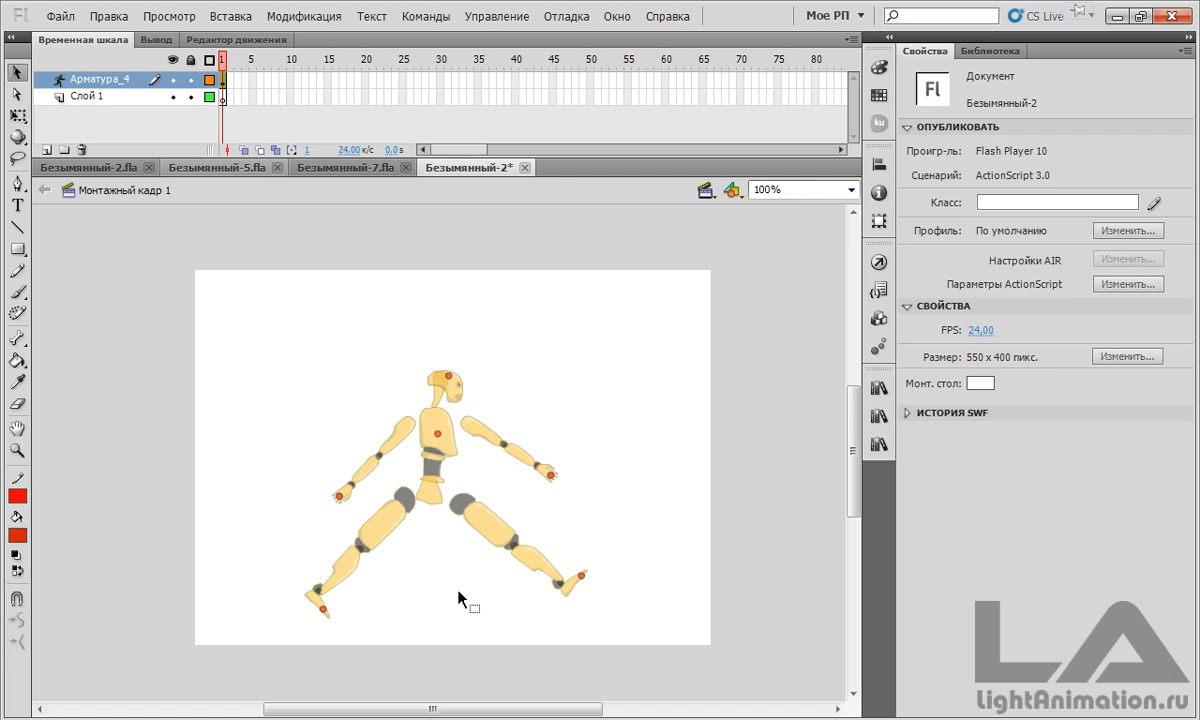 Fl Файл Правка Просмотр Вставка Модификация Текст Команды Управление Отладка Окно Справка Мое РП CS Live
Временная шкала Вывод Редактор движения
1 5 10 15 20 25 30 35 40 45 50 55 60 65 70 75 80
Арматура_4
Слой 1
1 24,00 к/с 0,0 s
Безымянный-2.fla Безымянный-5.fla Безымянный-7.fla Безымянный-2*
Монтажный кадр 1 100%
T
ku
Свойства Библиотека
Fl
Документ
Безымянный-2
ОПУБЛИКОВАТЬ
Проигр-ль: Flash Player 10
Сценарий: ActionScript 3.0
Класс:
Профиль: По умолчанию Изменить...
Настройки AIR Изменить...
Параметры ActionScript Изменить...
СВОЙСТВА
FPS: 24,00
Размер: 550 x 400 пикс. Изменить...
Монт. стол:
ИСТОРИЯ SWF
LA
LightAnimation.ru